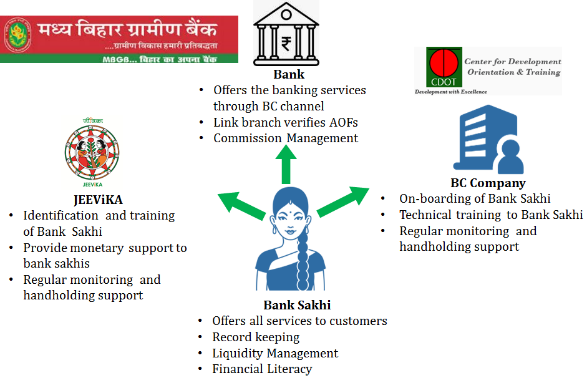 मध्य बिहार ग्रामीण बैंक
....ग्रामीण विकास हमारी प्रतिबद्धता
MBGB... बिहार का अपना बैंक
₹
Bank
• Offers the banking services
through BC channel
• Link branch verifies AOFs
• Commission Management
CDOT
Center for Development
Orientation & Training
Development with Excellence
जीविका
JEEVIKA
JEEViKA
• Identification and training
of Bank Sakhi
• Provide monetary support to
bank sakhis
• Regular monitoring and
handholding support
BC Company
• On-boarding of Bank Sakhi
• Technical training to Bank Sakhi
• Regular monitoring and
handholding support
Bank Sakhi
• Offers all services to customers
• Record keeping
• Liquidity Management
• Financial Literacy